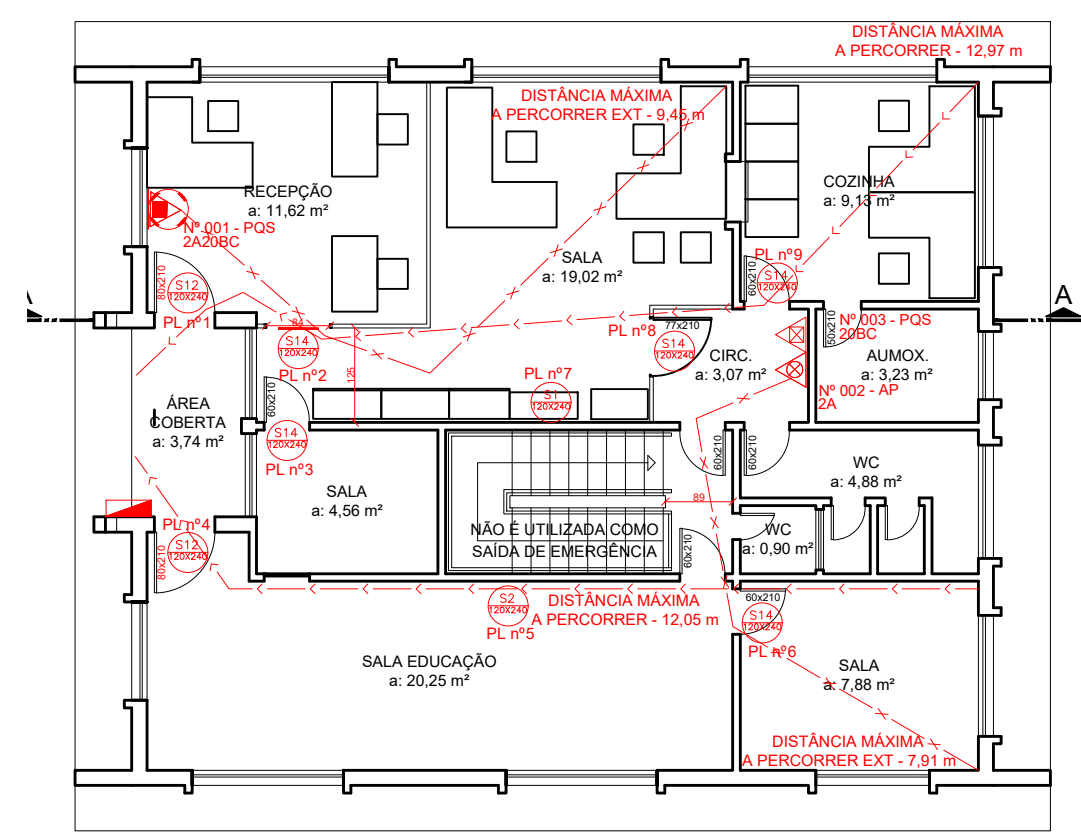 DISTÂNCIA MÁXIMA
A PERCORRER - 12,97 m
DISTÂNCIA MÁXIMA
A PERCORRER EXT - 9,45 m
RECEPÇÃO
a: 11,62 m²
Nº 001 - PQS
2A20BC
COZINHA
a: 9,13 m²
SALA
a: 19,02 m²
PL nº9
S14
120X240
60x210
80x210
S12
120X240
PL nº1
84
S14
120X240
PL nº2
125
PL nº8
77x210
S14
120X240
CIRC.
a: 3,07 m²
50x210
Nº 003 - PQS
20BC
AUMOX.
a: 3,23 m²
Nº 002 - AP
2A
A
PL nº7
S1
120X240
60x210
ÁREA
COBERTA
a: 3,74 m²
S14
120X240
PL nº3
SALA
a: 4,56 m²
60x210
60x210
WC
a: 4,88 m²
89
NÃO É UTILIZADA COMO
SAÍDA DE EMERGÊNCIA
60x210
WC
a: 0,90 m²
PL nº4
S12
120X240
80x210
S2
120X240
PL nº5
DISTÂNCIA MÁXIMA
A PERCORRER - 12,05 m
60x210
S14
120X240
PL nº6
SALA EDUCAÇÃO
a: 20,25 m²
SALA
a: 7,88 m²
DISTÂNCIA MÁXIMA
A PERCORRER EXT - 7,91 m